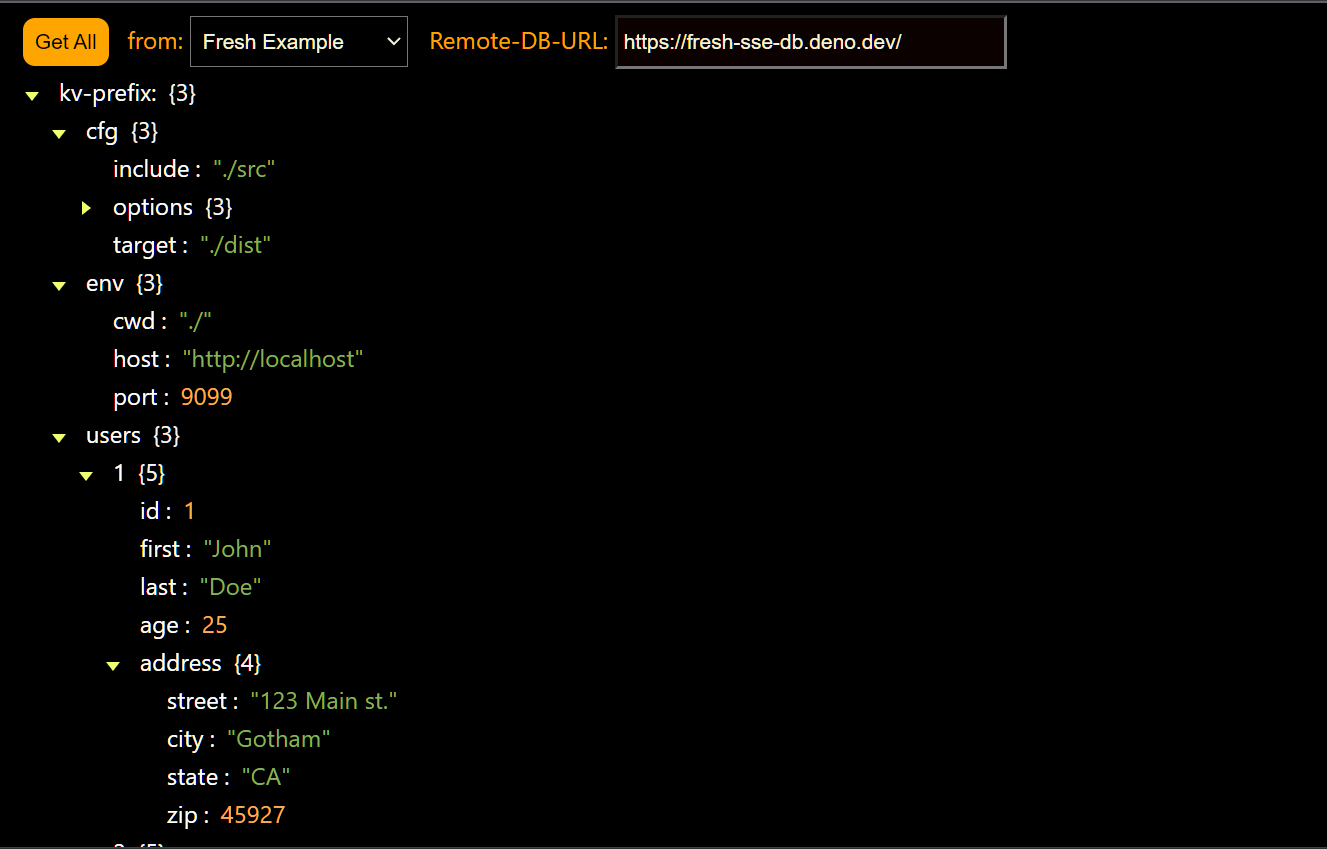 Get All from: Fresh Example Remote-DB-URL: https://fresh-sse-db.deno.dev/
kv-prefix: {3}
cfg {3}
include : "./src"
options {3}
target : "./dist"
env {3}
cwd : "./"
host : "http://localhost"
port : 9099
users {3}
1 {5}
id : 1
first : "John"
last : "Doe"
age : 25
address {4}
street : "123 Main st."
city : "Gotham"
state : "CA"
zip : 45927